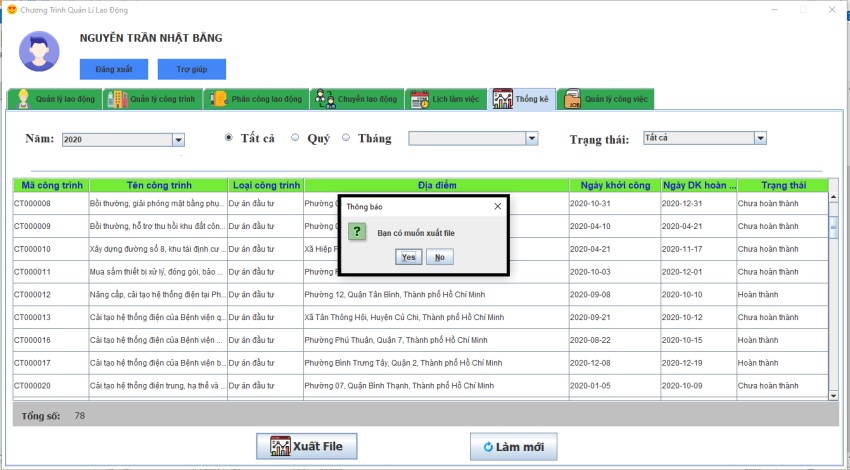 Chương Trình Quản Lí Lao Động
NGUYỄN TRẦN NHẬT BĂNG
Đăng xuất Trợ giúp
Quản lý lao động Quản lý công trình Phân công lao động Chuyển lao động Lịch làm việc Thống kê Quản lý công việc
Năm: 2020 Tất cả Quý Tháng Trạng thái: Tất cả
Mã công trình Tên công trình Loại công trình Địa điểm Ngày khởi công Ngày DK hoàn ... Trạng thái
CT000008 Bồi thường, giải phóng mặt bằng phụ... Dự án đầu tư Phường 2020-10-31 2020-12-31 Chưa hoàn thành
CT000009 Bồi thường, hỗ trợ thu hồi khu đất côn... Dự án đầu tư Phường 2020-04-10 2020-04-21 Chưa hoàn thành
CT000010 Xây dựng đường số 8, khu tái định cư ... Dự án đầu tư Xã Hiệp 2020-04-21 2020-11-17 Chưa hoàn thành
CT000011 Mua sắm thiết bị xử lý, đóng gói, bảo ... Dự án đầu tư Phường 2020-10-03 2020-12-01 Chưa hoàn thành
CT000012 Nâng cấp, cải tạo hệ thống điện tại Ph... Dự án đầu tư Phường 12, Quận Tân Bình, Thành phố Hồ Chí Minh 2020-09-08 2020-10-10 Hoàn thành
CT000013 Cải tạo hệ thống điện của Bệnh viện q... Dự án đầu tư Xã Tân Thông Hội, Huyện Củ Chi, Thành phố Hồ Chí Minh 2020-09-21 2020-10-12 Chưa hoàn thành
CT000016 Cải tạo hệ thống điện của Bệnh viện ... Dự án đầu tư Phường Phú Thuận, Quận 7, Thành phố Hồ Chí Minh 2020-08-22 2020-10-15 Hoàn thành
CT000017 Cải tạo hệ thống điện của Bệnh viện b... Dự án đầu tư Phường Bình Trưng Tây, Quận 2, Thành phố Hồ Chí Minh 2020-12-08 2020-12-19 Hoàn thành
CT000020 Cải tạo hệ thống điện trung, hạ thế và ... Dự án đầu tư Phường 07, Quận Bình Thạnh, Thành phố Hồ Chí Minh 2020-01-05 2020-10-09 Chưa hoàn thành
Thông báo
Bạn có muốn xuất file
Yes No
Tổng số: 78
Xuất File Làm mới